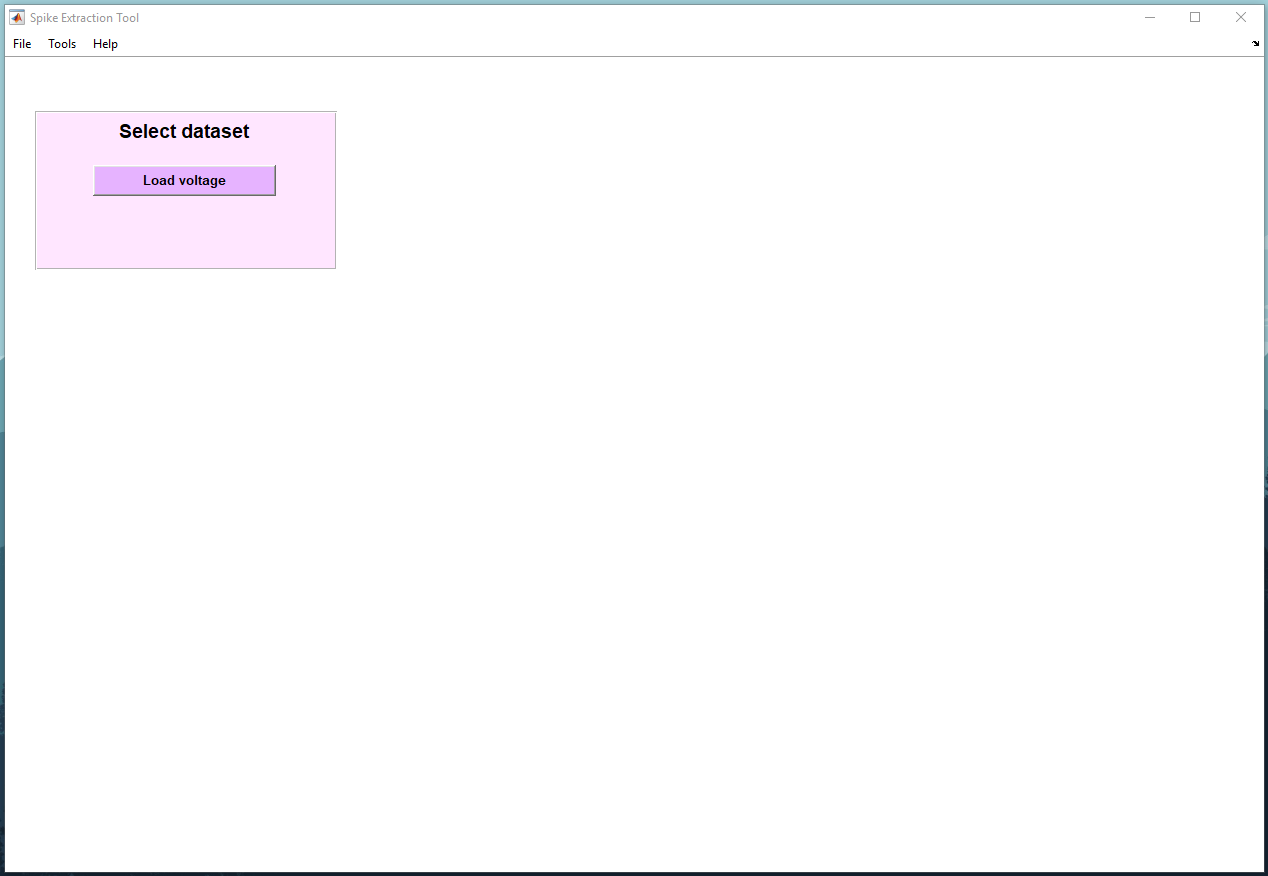 Spike Extraction Tool
File Tools Help
Select dataset
Load voltage